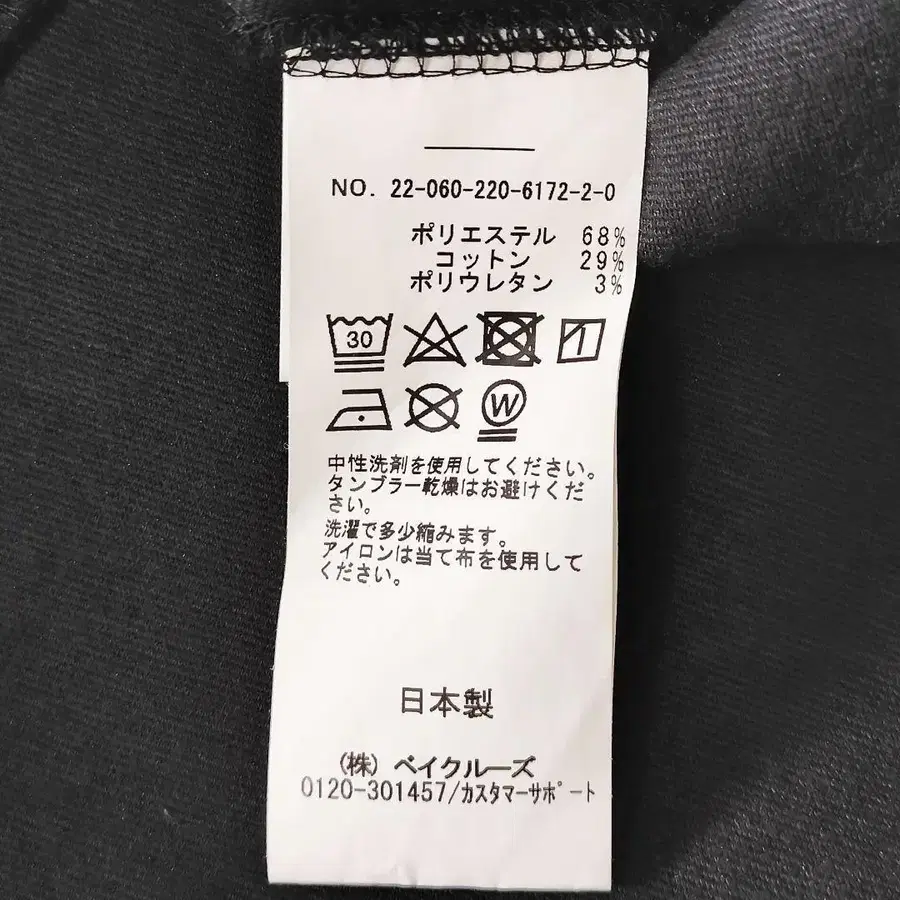 NO. 22-060-220-6172-2-0
ポリエステル 68%
コットン 29%
ポリウレタン 3%
30
W
中性洗剤を使用してください。
タンブラー乾燥はお避けくだ
さい。
洗濯で多少縮みます。
アイロンは当て布を使用して
ください。
日本製
(株) ベイクルーズ
0120-301457/カスタマーサポート